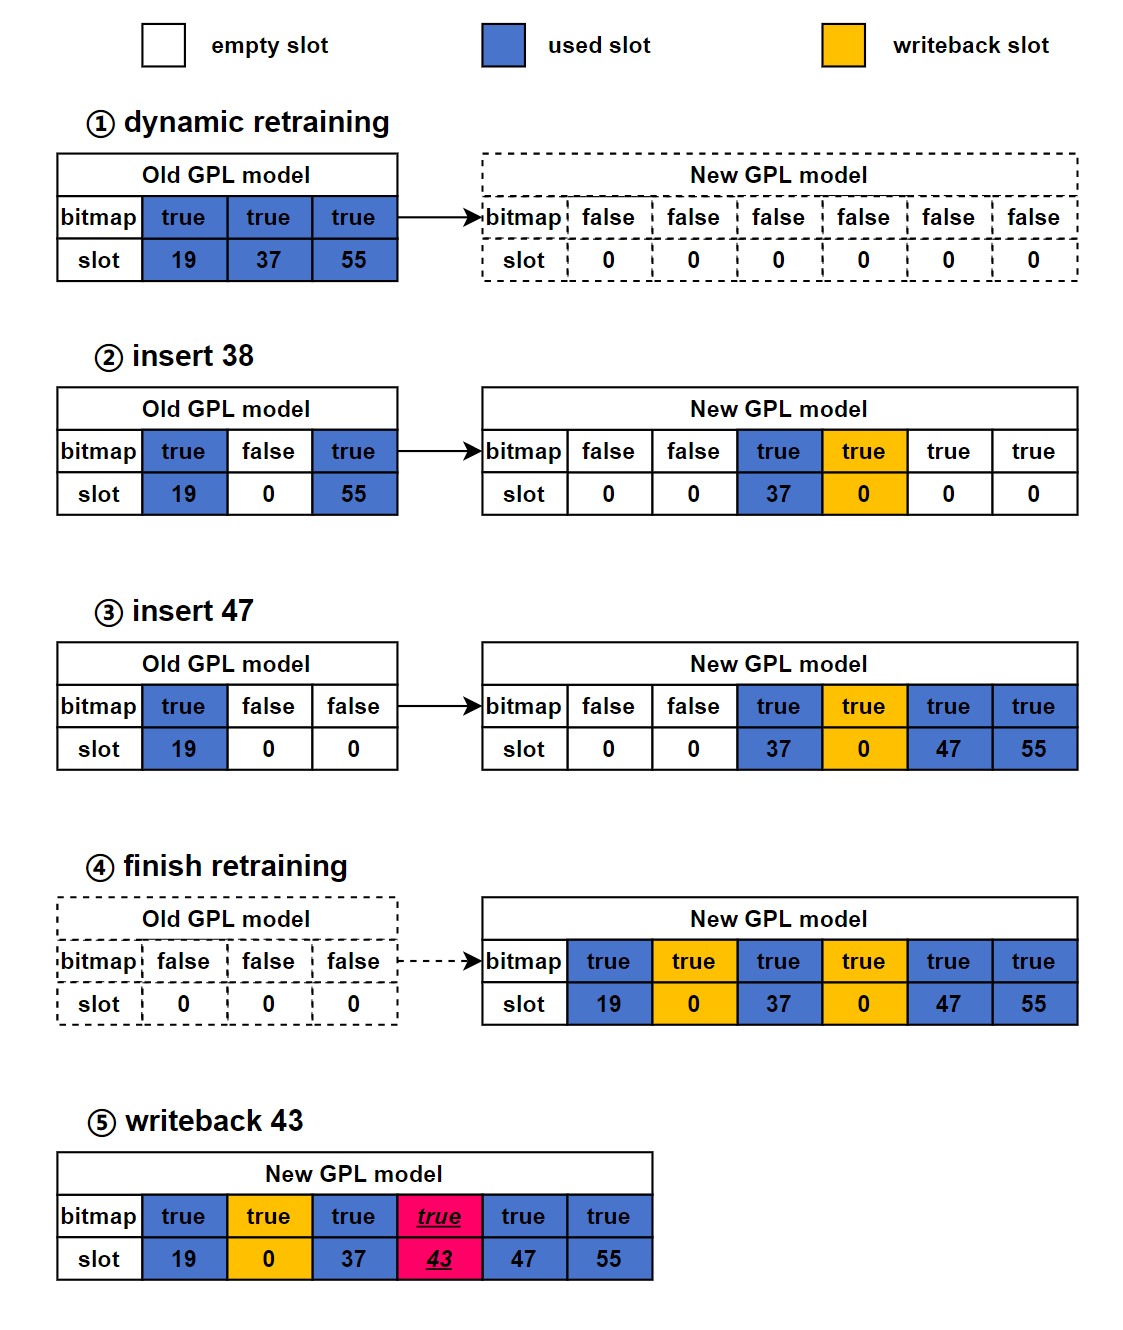 empty slot used slot writeback slot
① dynamic retraining
Old GPL model New GPL model
bitmap true true true bitmap false false false false false false
slot 19 37 55 slot 0 0 0 0 0 0
② insert 38
Old GPL model New GPL model
bitmap true false true bitmap false false true true true true
slot 19 0 55 slot 0 0 37 0 0 0
③ insert 47
Old GPL model New GPL model
bitmap true false false bitmap false false true true true true
slot 19 0 0 slot 0 0 37 0 47 55
④ finish retraining
Old GPL model New GPL model
bitmap false false false bitmap true true true true true true
slot 0 0 0 slot 19 0 37 0 47 55
⑤ writeback 43
New GPL model
bitmap true true true true true true
slot 19 0 37 43 47 55